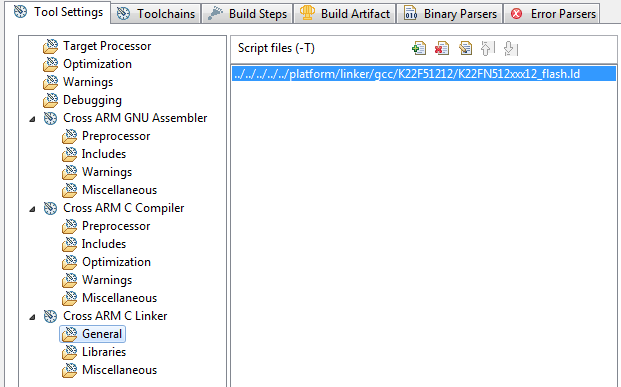 Tool Settings Toolchains Build Steps Build Artifact Binary Parsers Error Parsers
Target Processor
Optimization
Warnings
Debugging
Cross ARM GNU Assembler
Preprocessor
Includes
Warnings
Miscellaneous
Cross ARM C Compiler
Preprocessor
Includes
Optimization
Warnings
Miscellaneous
Cross ARM C Linker
General
Libraries
Miscellaneous
Script files (-T)
../../../../../platform/linker/gcc/K22F51212/K22FN512xxx12_flash.ld